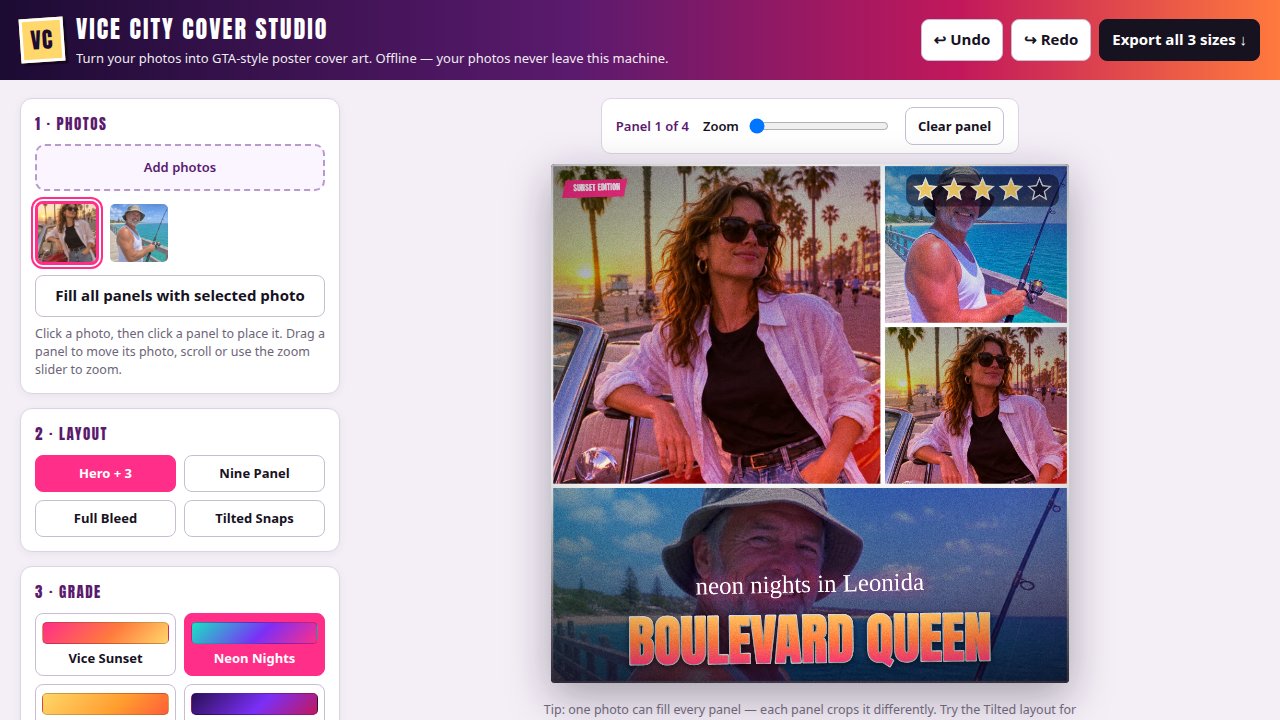 VC
VICE CITY COVER STUDIO
Turn your photos into GTA-style poster cover art. Offline — your photos never leave this machine.
↩ Undo
↪ Redo
Export all 3 sizes ↓
1 · PHOTOS
Add photos
Fill all panels with selected photo
Click a photo, then click a panel to place it. Drag a
panel to move its photo, scroll or use the zoom
slider to zoom.
2 · LAYOUT
Hero + 3
Nine Panel
Full Bleed
Tilted Snaps
3 · GRADE
Vice Sunset
Neon Nights
Panel 1 of 4
Zoom
Clear panel
SUNSET EDITION
neon nights in Leonida
BOULEVARD QUEEN
Tip: one photo can fill every panel — each panel crops it differently. Try the Tilted layout for